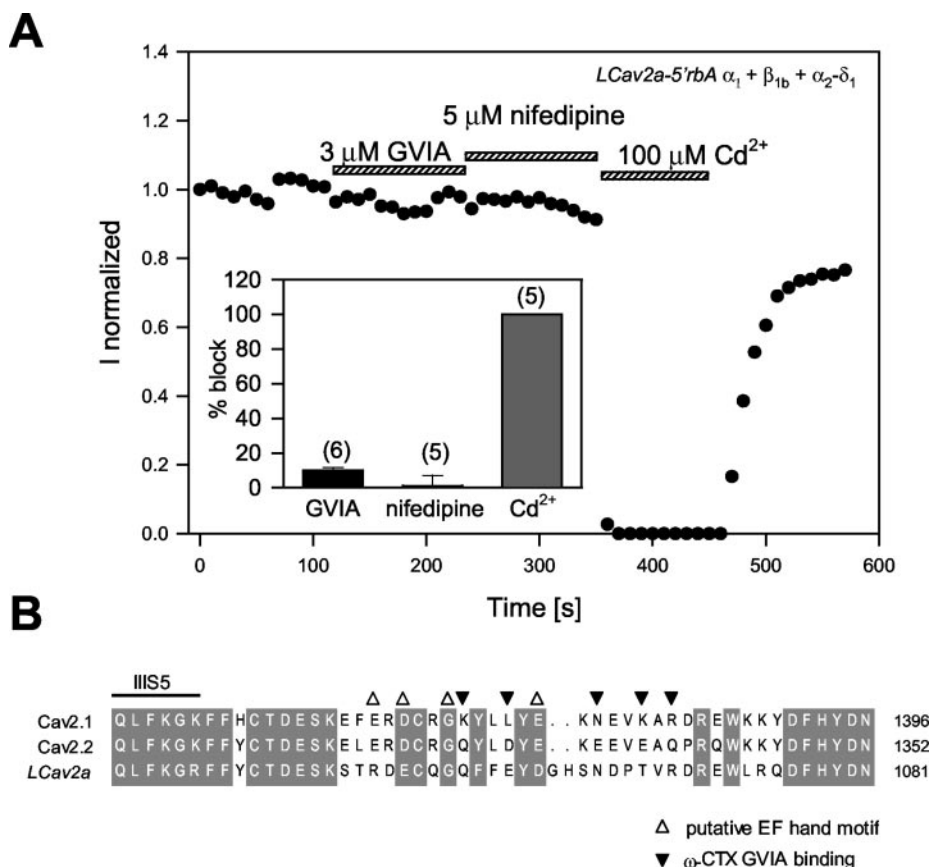 A
LCav2a-5'rbA α₁ + β₁b + α₂-δ₁
5 μM nifedipine
3 μM GVIA
100 μM Cd²⁺
I normalized
1.4
1.2
1.0
0.8
0.6
0.4
0.2
0.0
% block
120
100
80
60
40
20
0
(6)
(5)
(5)
GVIA nifedipine Cd²⁺
0 100 200 300 400 500 600
Time [s]
B
IIIS5
Cav2.1 QLFKGKFFHCTDESKEFERDCRGKYLLYE..KNEVKARDREWKKYDFHYDN 1396
Cav2.2 QLFKGKFFYCTDESKELERDCRGQYLDYE..KEEVEAQPRQWKKYDFHYDN 1352
LCav2a QLFKGRFFYCTDESKSTRDECQGQFFEYDGHSNDPTVRDREWLRQDFHYDN 1081
△ putative EF hand motif
▼ ω-CTX GVIA binding